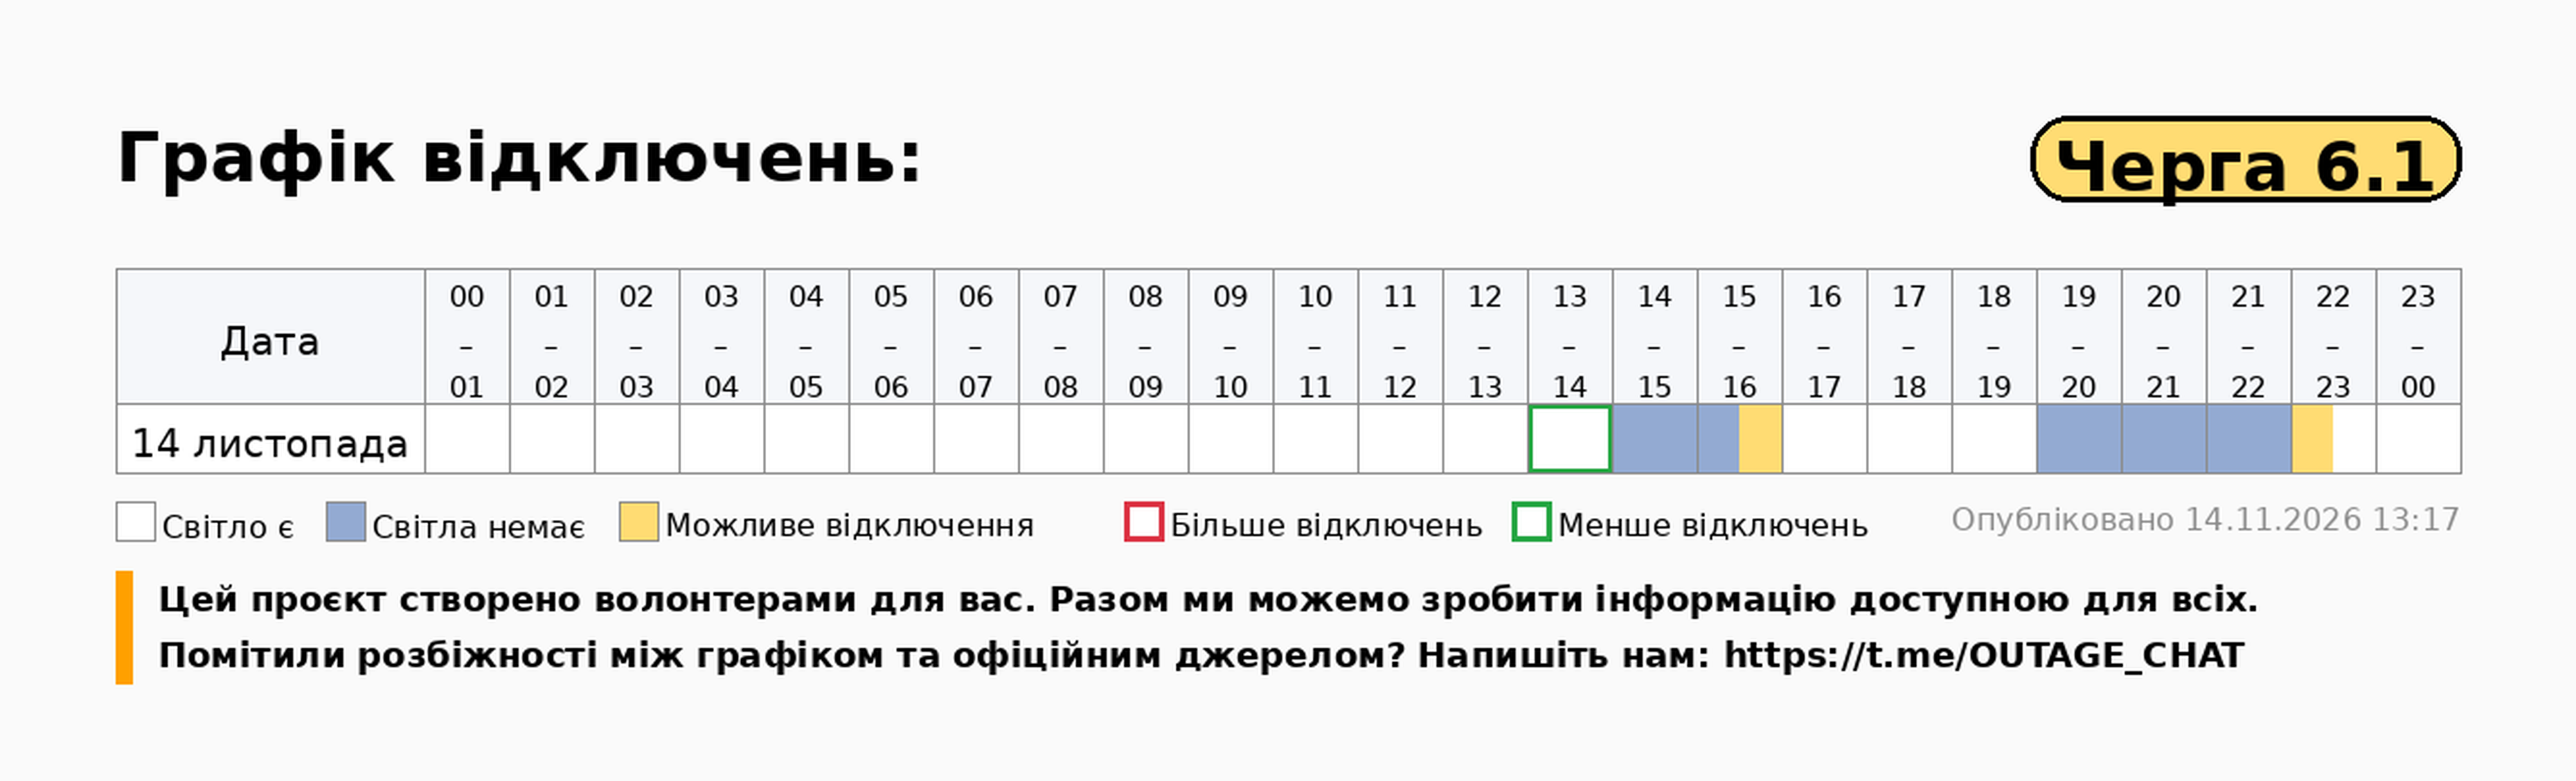 Графік відключень:
Черга 6.1
Дата
00 – 01
01 – 02
02 – 03
03 – 04
04 – 05
05 – 06
06 – 07
07 – 08
08 – 09
09 – 10
10 – 11
11 – 12
12 – 13
13 – 14
14 – 15
15 – 16
16 – 17
17 – 18
18 – 19
19 – 20
20 – 21
21 – 22
22 – 23
23 – 00
14 листопада
Світло є
Світла немає
Можливе відключення
Більше відключень
Менше відключень
Опубліковано 14.11.2026 13:17
Цей проєкт створено волонтерами для вас. Разом ми можемо зробити інформацію доступною для всіх.
Помітили розбіжності між графіком та офіційним джерелом? Напишіть нам: https://t.me/OUTAGE_CHAT